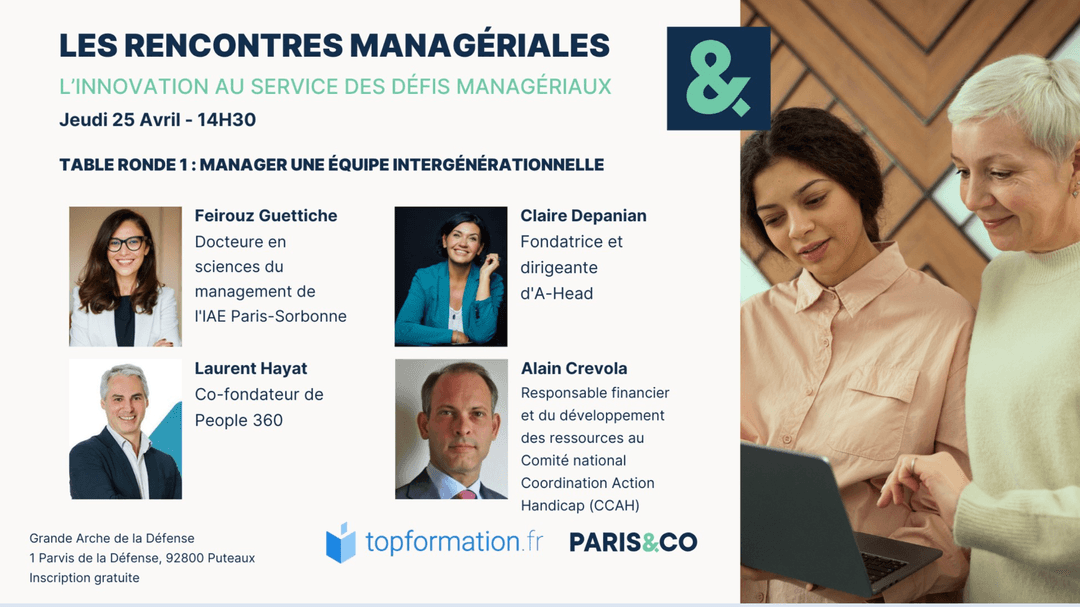 LES RENCONTRES MANAGÉRIALES
L'INNOVATION AU SERVICE DES DÉFIS MANAGÉRIAUX
Jeudi 25 Avril - 14H30
&
TABLE RONDE 1 : MANAGER UNE ÉQUIPE INTERGÉNÉRATIONNELLE
Feirouz Guettiche
Docteure en
sciences du
management de
l'IAE Paris-Sorbonne
Claire Depanian
Fondatrice et
dirigeante
d'A-Head
Laurent Hayat
Co-fondateur de
People 360
Alain Crevola
Responsable financier
et du développement
des ressources au
Comité national
Coordination Action
Handicap (CCAH)
Grande Arche de la Défense
1 Parvis de la Défense, 92800 Puteaux
Inscription gratuite
topformation.fr
PARIS&CO